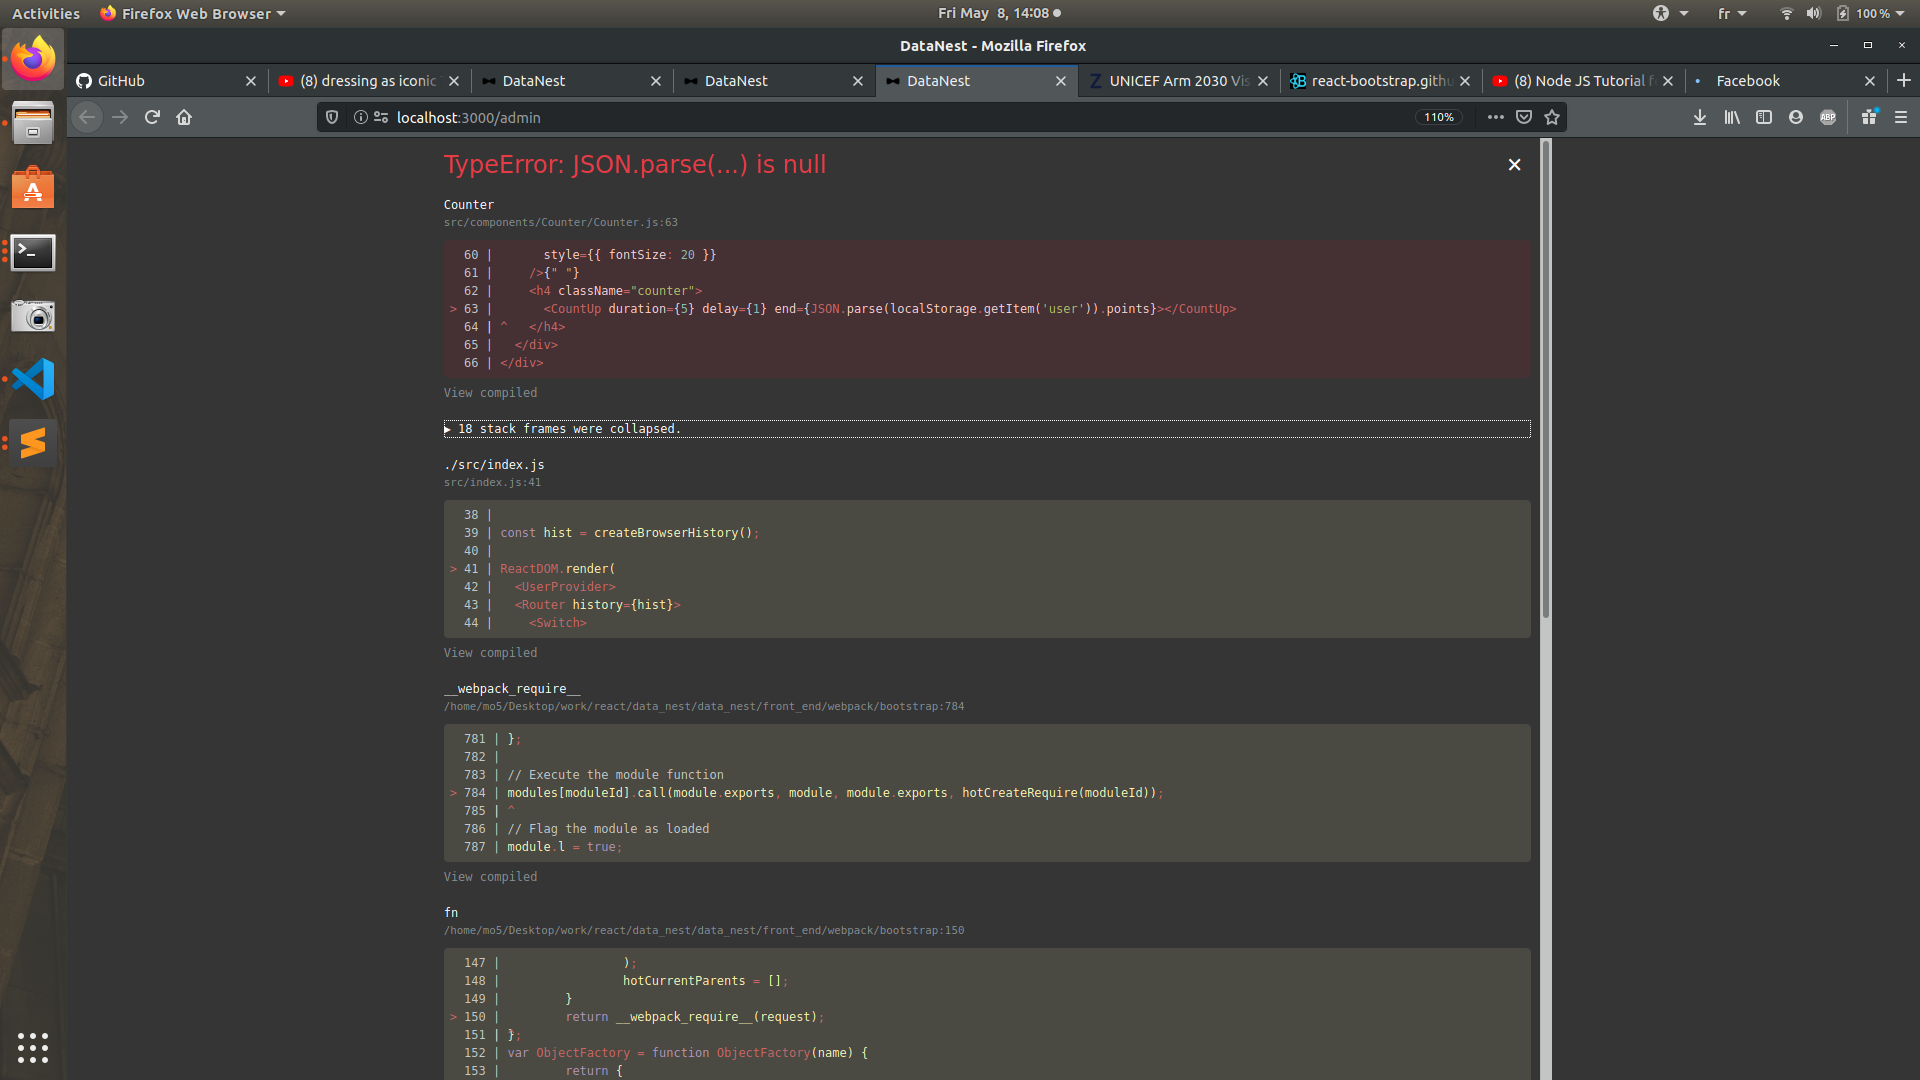 Activities
Firefox Web Browser
Fri May 8, 14:08
fr
100 %
DataNest - Mozilla Firefox
GitHub
(8) dressing as iconic
DataNest
DataNest
DataNest
UNICEF Arm 2030 Vis
react-bootstrap.githu
(8) Node JS Tutorial f
Facebook
localhost:3000/admin
110%
ABP
TypeError: JSON.parse(...) is null
Counter
src/components/Counter/Counter.js:63
60 |       style={{ fontSize: 20 }}
61 |     />{" "}
62 |     <h4 className="counter">
> 63 |       <CountUp duration={5} delay={1} end={JSON.parse(localStorage.getItem('user')).points}></CountUp>
64 | ^   </h4>
65 |   </div>
66 | </div>
View compiled
▶ 18 stack frames were collapsed.
./src/index.js
src/index.js:41
38 |
39 | const hist = createBrowserHistory();
40 |
> 41 | ReactDOM.render(
42 |   <UserProvider>
43 |   <Router history={hist}>
44 |     <Switch>
View compiled
__webpack_require__
/home/mo5/Desktop/work/react/data_nest/data_nest/front_end/webpack/bootstrap:784
781 | };
782 |
783 | // Execute the module function
> 784 | modules[moduleId].call(module.exports, module, module.exports, hotCreateRequire(moduleId));
785 | ^
786 | // Flag the module as loaded
787 | module.l = true;
View compiled
fn
/home/mo5/Desktop/work/react/data_nest/data_nest/front_end/webpack/bootstrap:150
147 |                 );
148 |                 hotCurrentParents = [];
149 |         }
> 150 |         return __webpack_require__(request);
151 | };
152 | var ObjectFactory = function ObjectFactory(name) {
153 |         return {